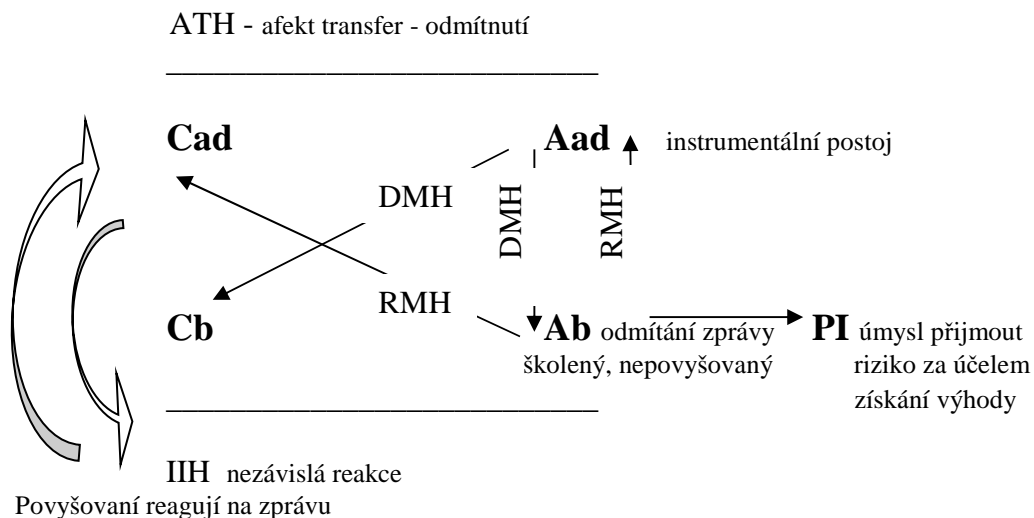 ATH - afekt transfer - odmítnutí
Cad Aad instrumentální postoj
DMH
DMH
RMH
RMH
Cb Ab odmítání zprávy PI úmysl přijmout
školený, nepovyšovaný riziko za účelem
získání výhody
IIH nezávislá reakce
Povyšovaní reagují na zprávu